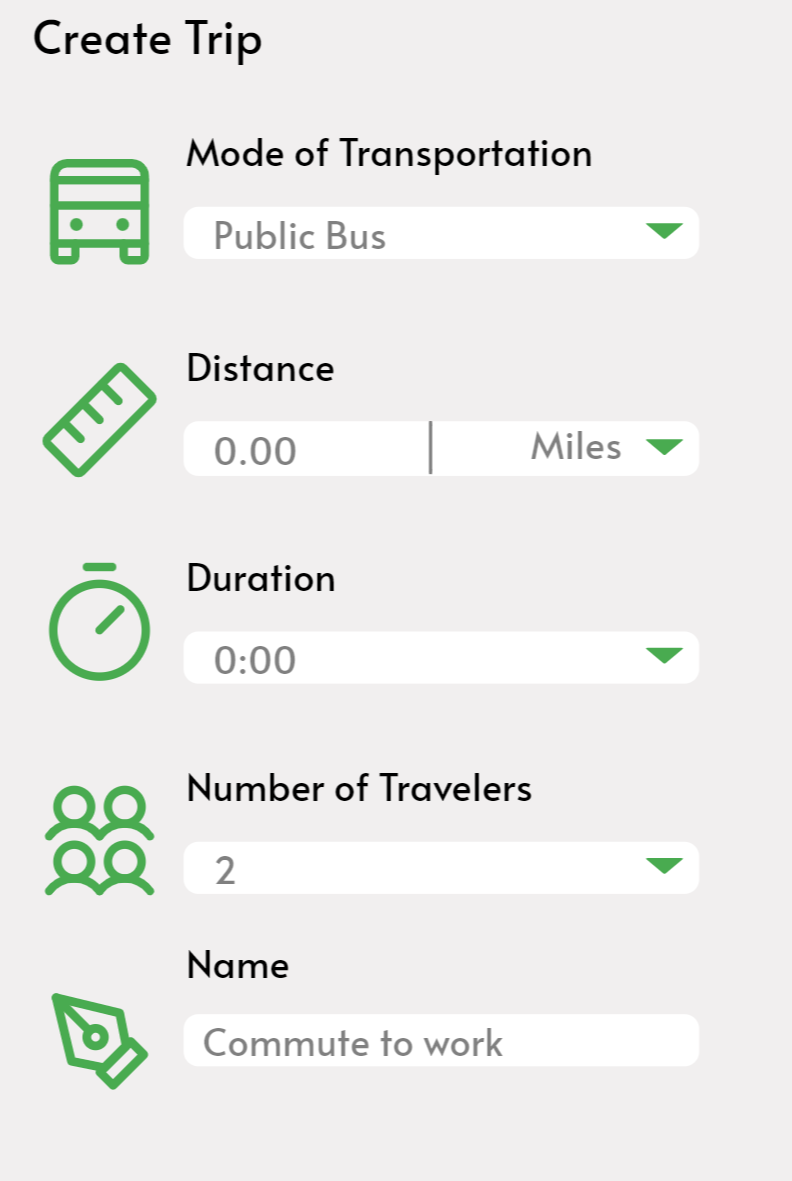 Create Trip
Mode of Transportation
Public Bus
Distance
0.00 Miles
Duration
0:00
Number of Travelers
2
Name
Commute to work